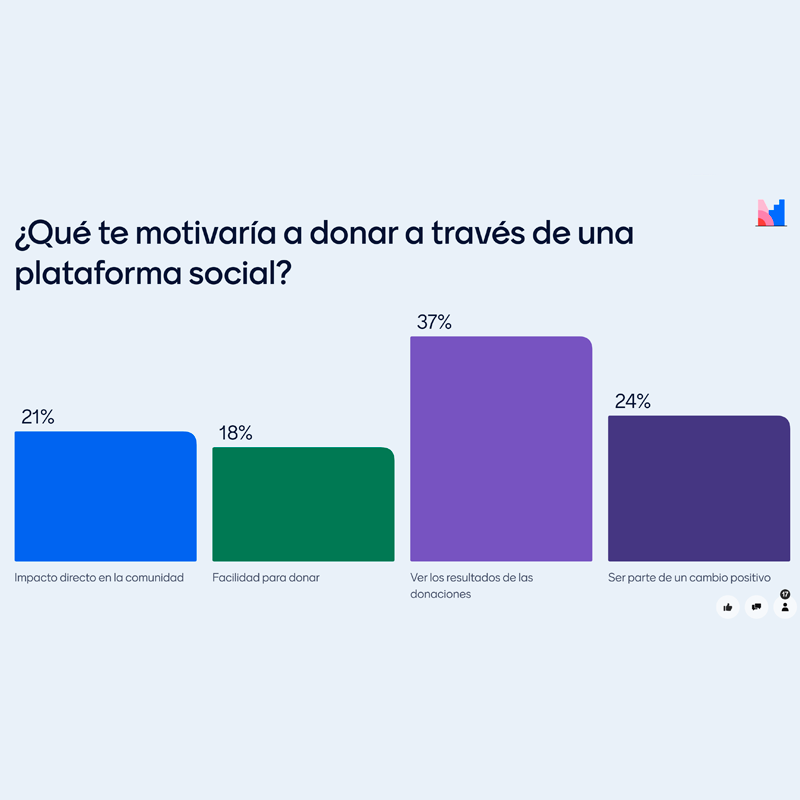 ¿Qué te motivaría a donar a través de una
plataforma social?
37%
24%
21%
18%
Impacto directo en la comunidad
Facilidad para donar
Ver los resultados de las
donaciones
Ser parte de un cambio positivo
17